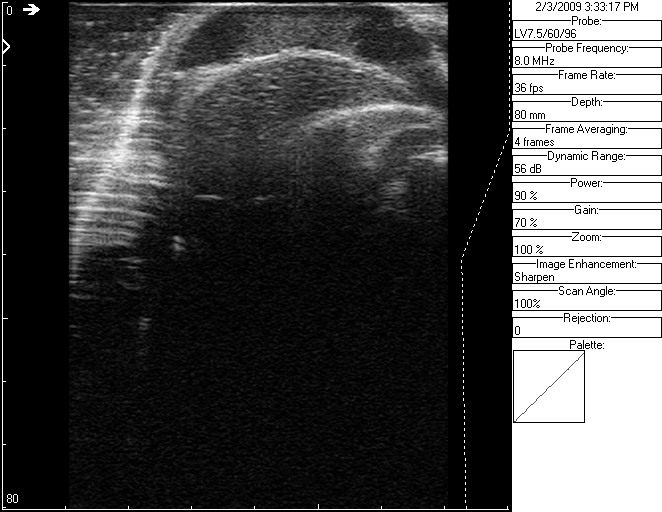 0
80
2/3/2009 3:33:17 PM
Probe:
LV7.5/60/96
Probe Frequency:
8.0 MHz
Frame Rate:
36 fps
Depth:
80 mm
Frame Averaging:
4 frames
Dynamic Range:
56 dB
Power:
90 %
Gain:
70 %
Zoom:
100 %
Image Enhancement:
Sharpen
Scan Angle:
100%
Rejection:
0
Palette: